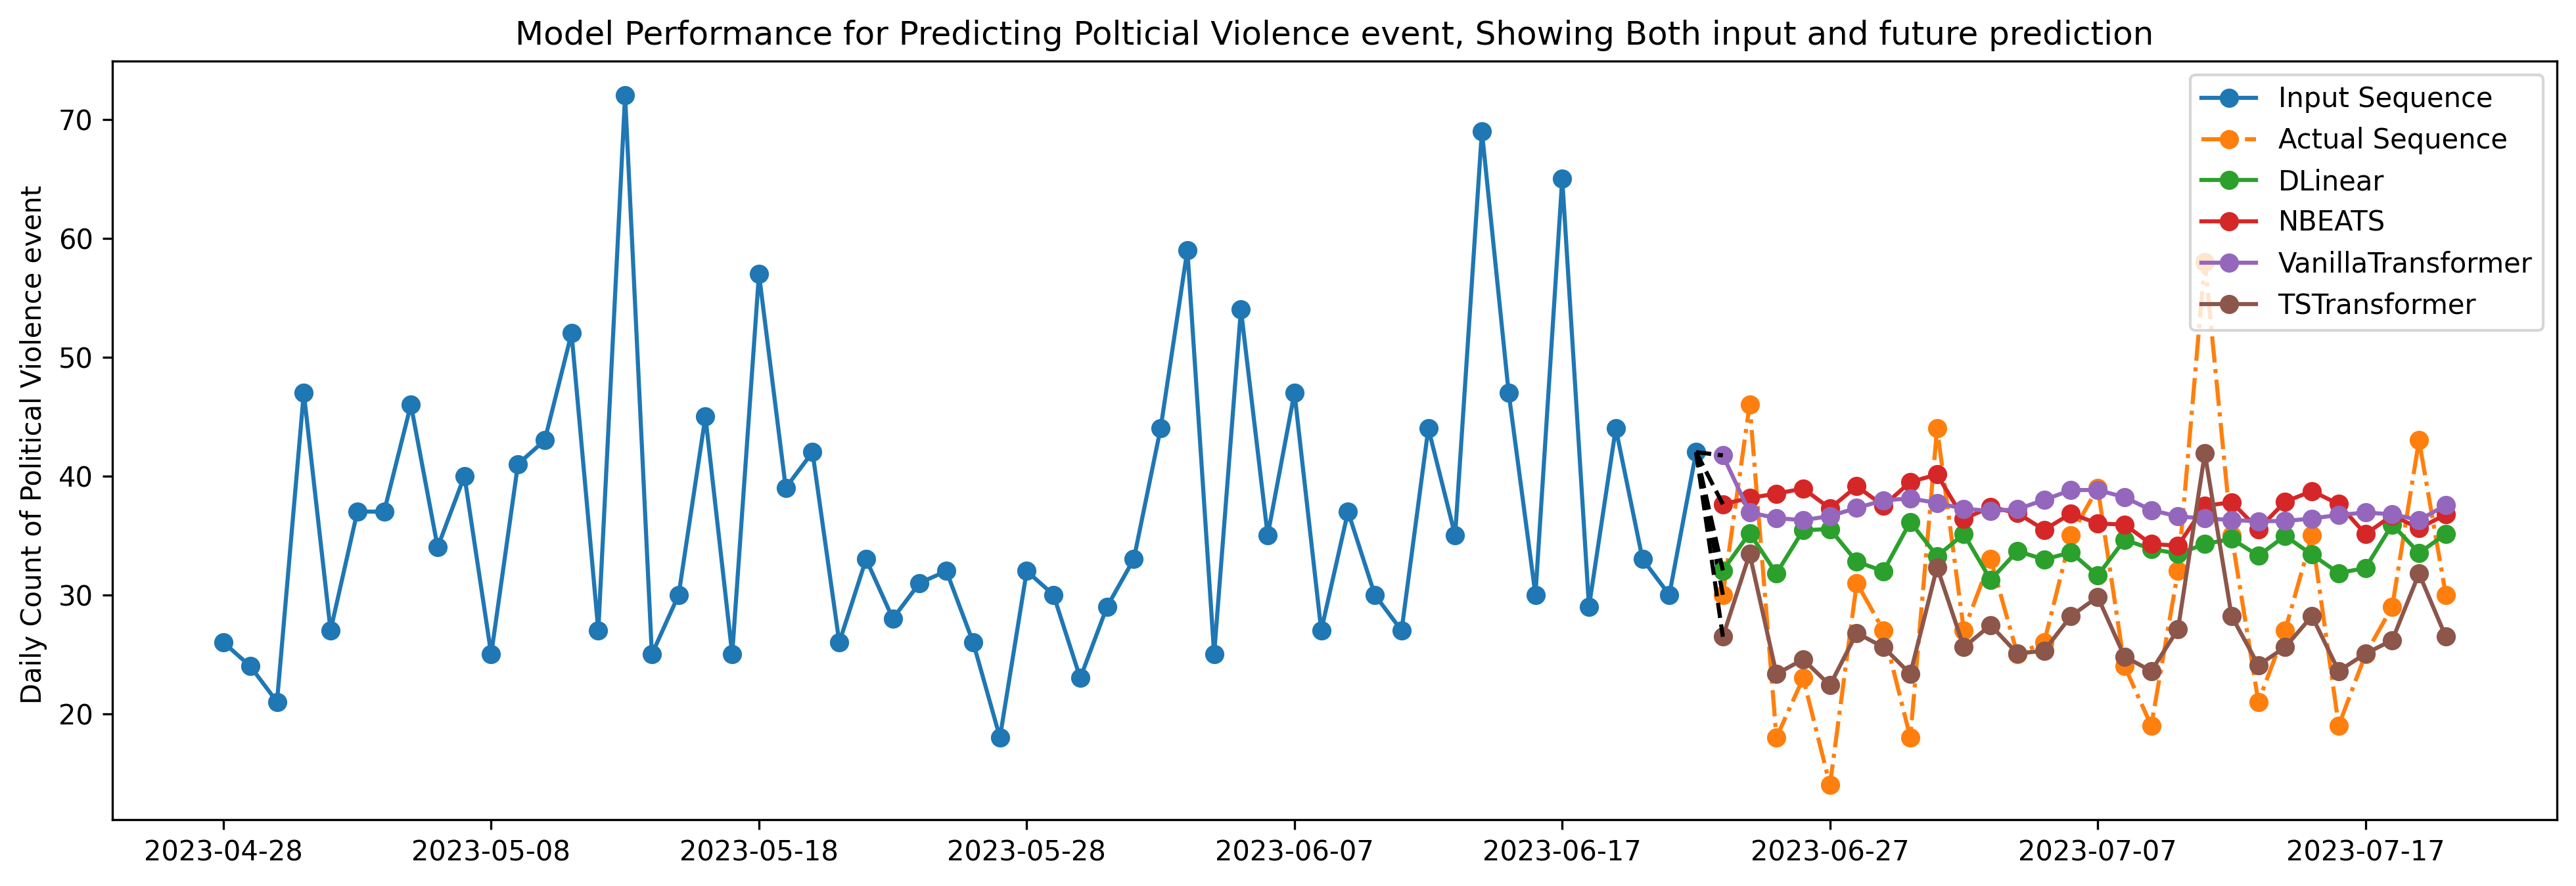 Model Performance for Predicting Polticial Violence event, Showing Both input and future prediction
Daily Count of Political Violence event
70
60
50
40
30
20
Input Sequence
Actual Sequence
DLinear
NBEATS
VanillaTransformer
TSTransformer
2023-04-28
2023-05-08
2023-05-18
2023-05-28
2023-06-07
2023-06-17
2023-06-27
2023-07-07
2023-07-17